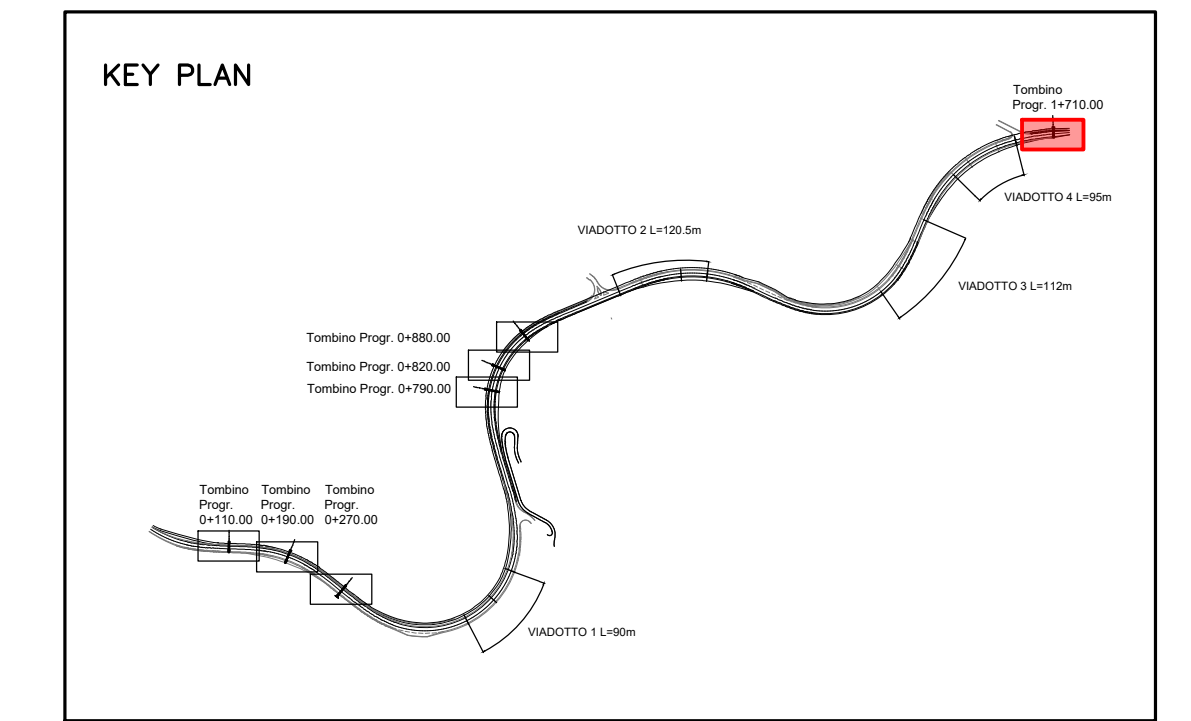 KEY PLAN
Tombino
Progr. 1+710.00
VIADOTTO 4 L=95m
VIADOTTO 2 L=120.5m
VIADOTTO 3 L=112m
Tombino Progr. 0+880.00
Tombino Progr. 0+820.00
Tombino Progr. 0+790.00
Tombino
Progr.
0+110.00
Tombino
Progr.
0+190.00
Tombino
Progr.
0+270.00
VIADOTTO 1 L=90m